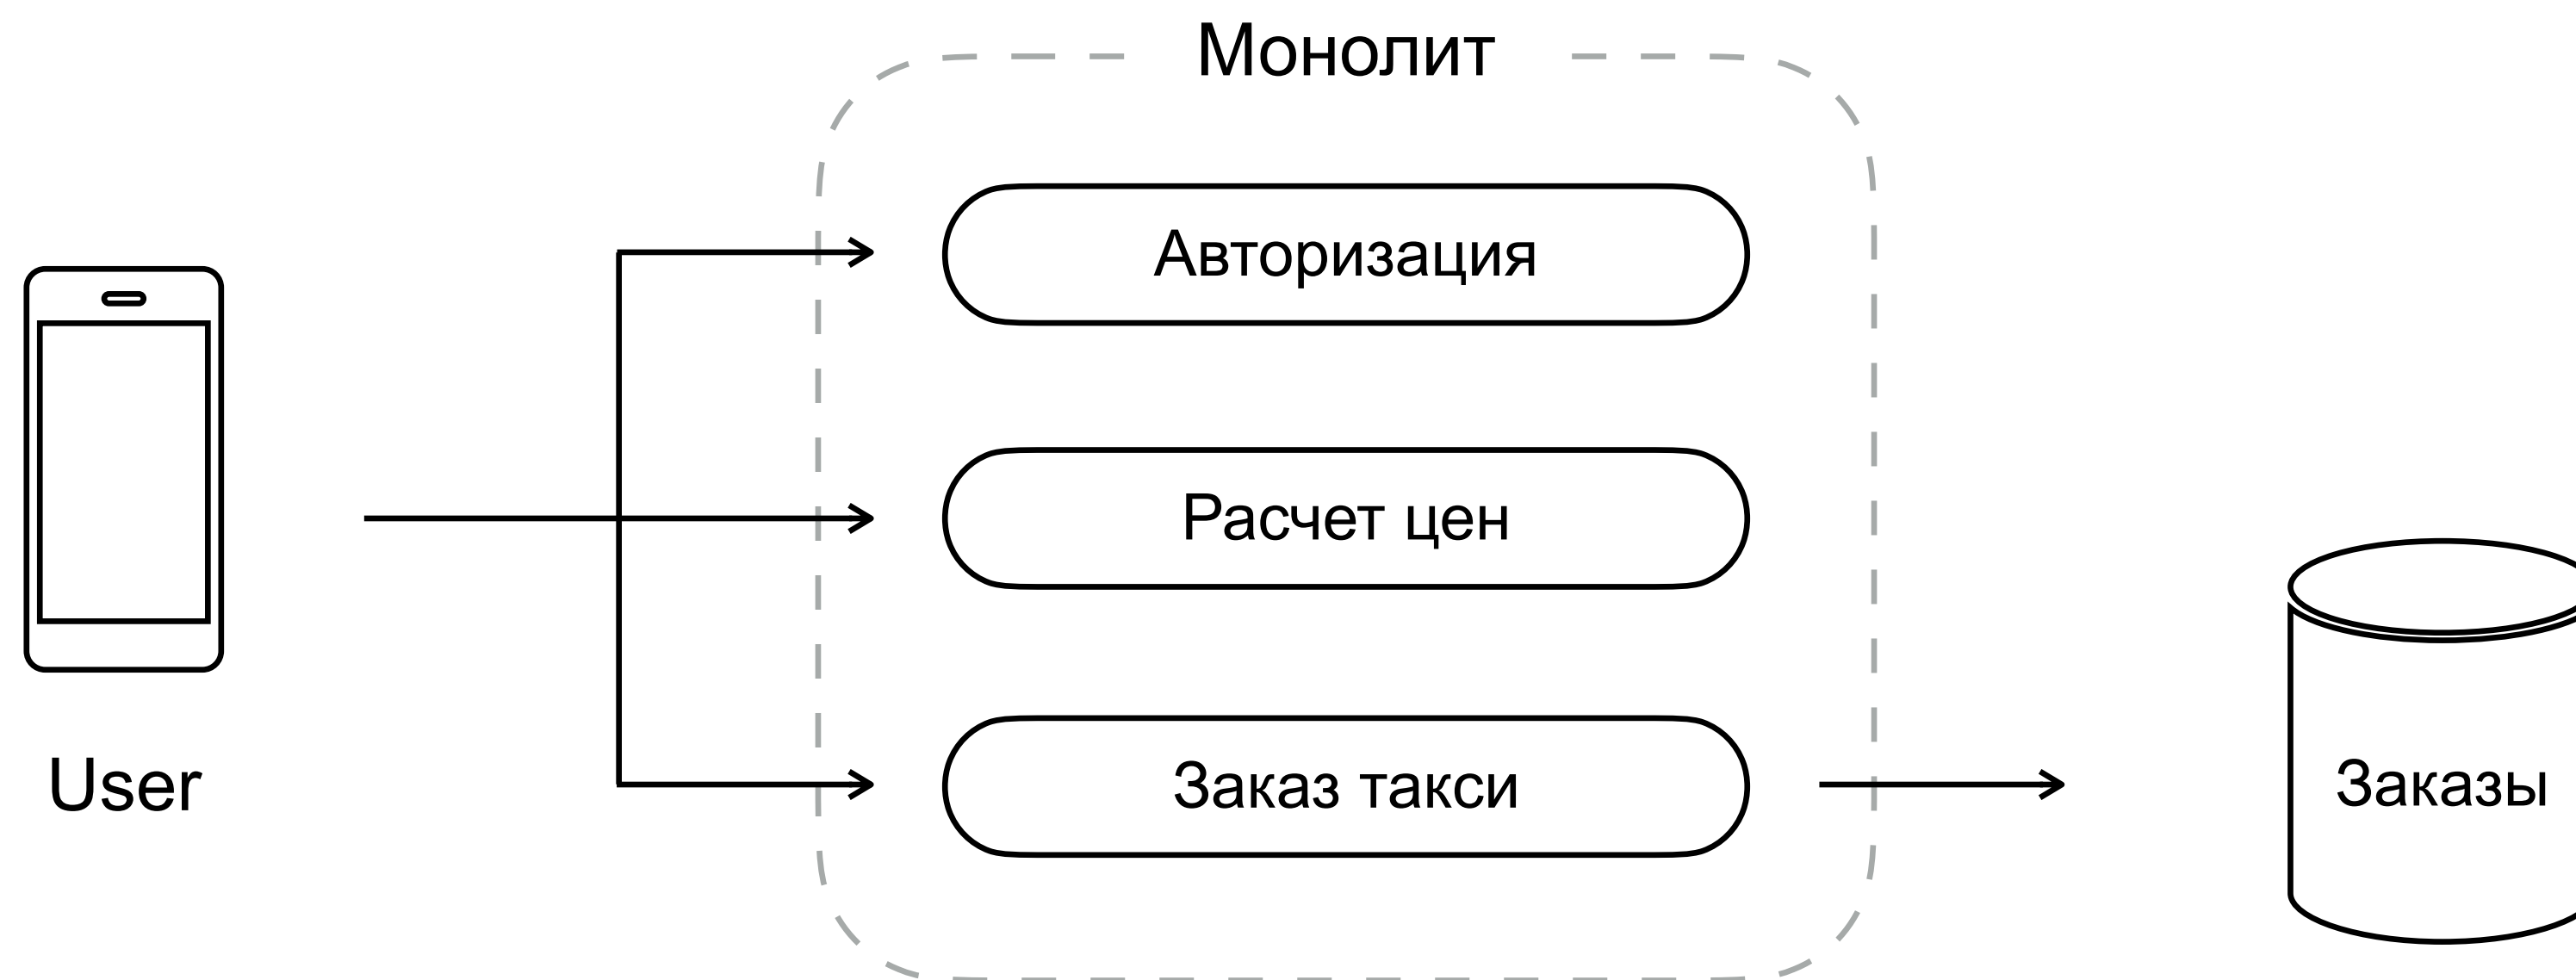 Монолит
Авторизация
Расчет цен
Заказ такси
User
Заказы